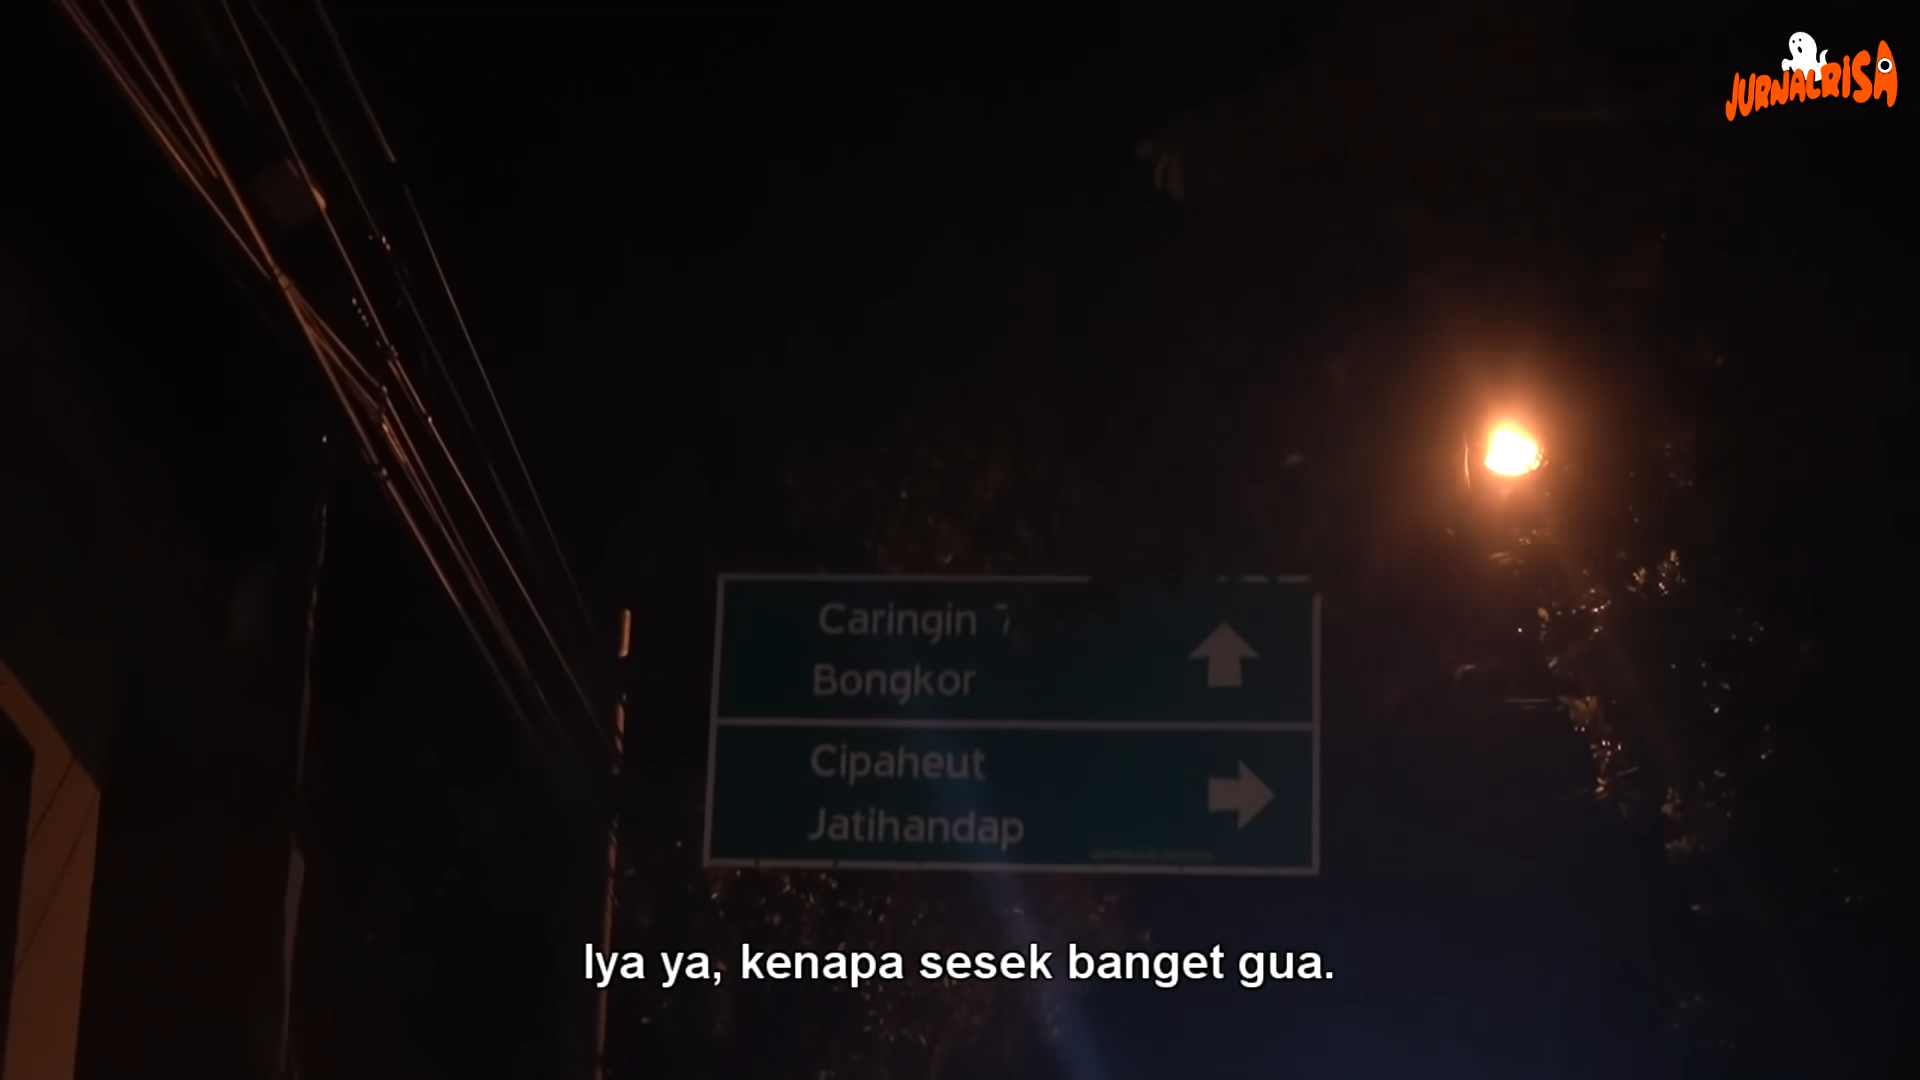 JURNALRISA
Caringin
Bongkor
Cipaheut
Jatihandap
Iya ya, kenapa sesek banget gua.